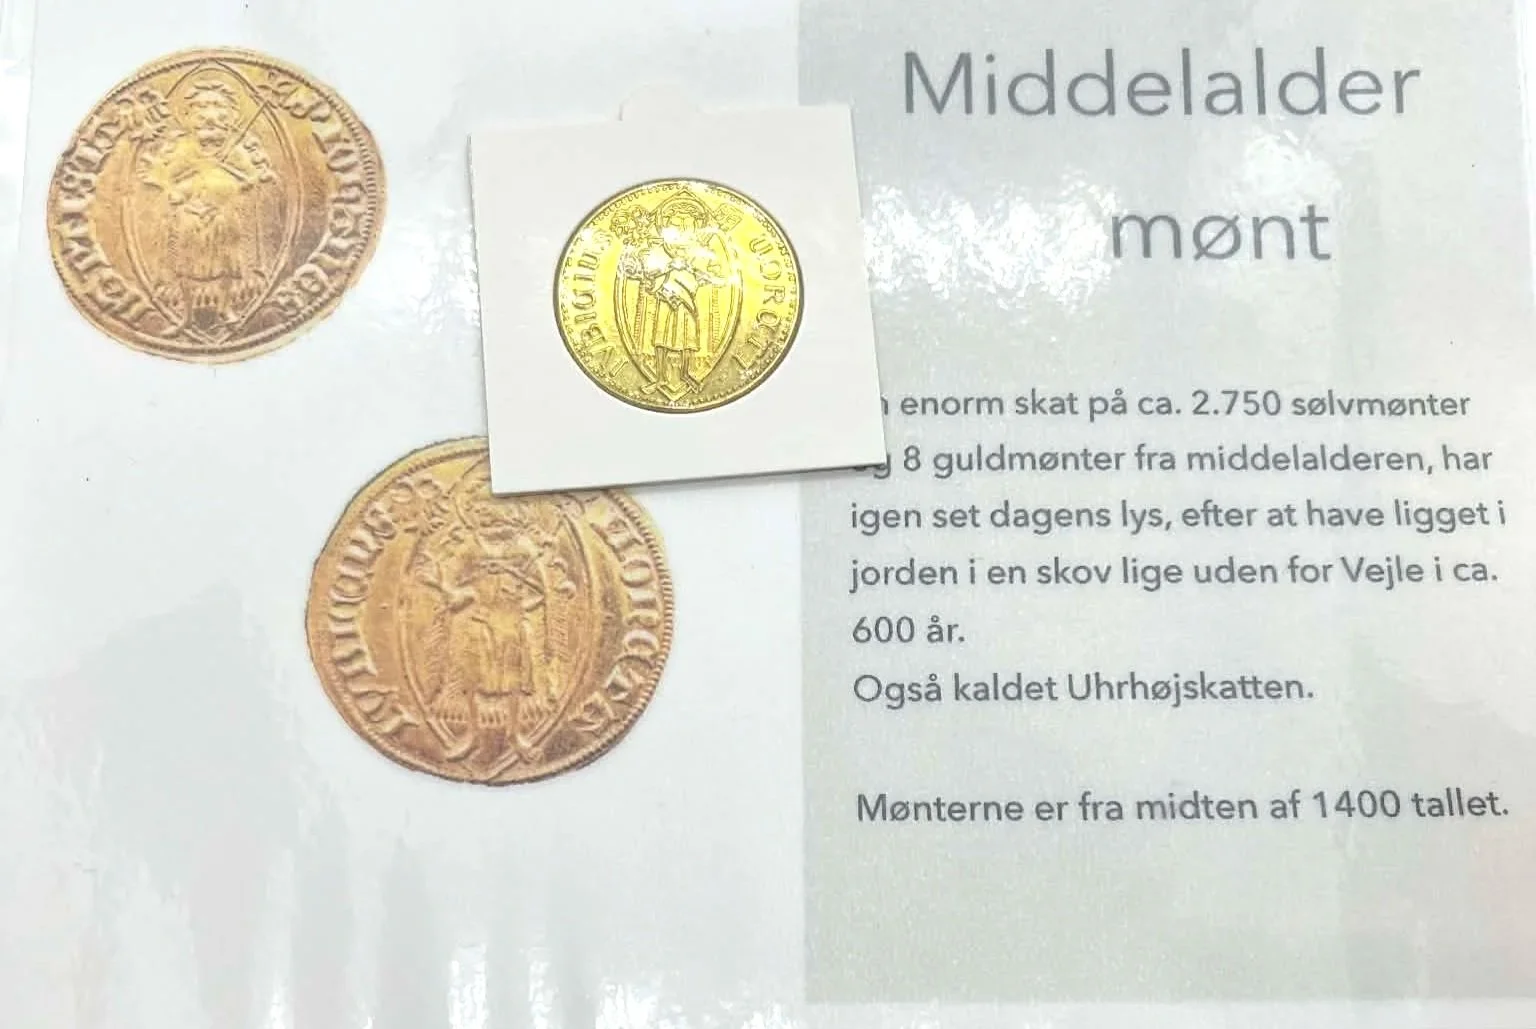 Middelalder
mønt
enorm skat på ca. 2.750 sølvmønter
og 8 guldmønter fra middelalderen, har
igen set dagens lys, efter at have ligget i
jorden i en skov lige uden for Vejle i ca.
600 år.
Også kaldet Uhrhøjskatten.
Mønterne er fra midten af 1400 tallet.